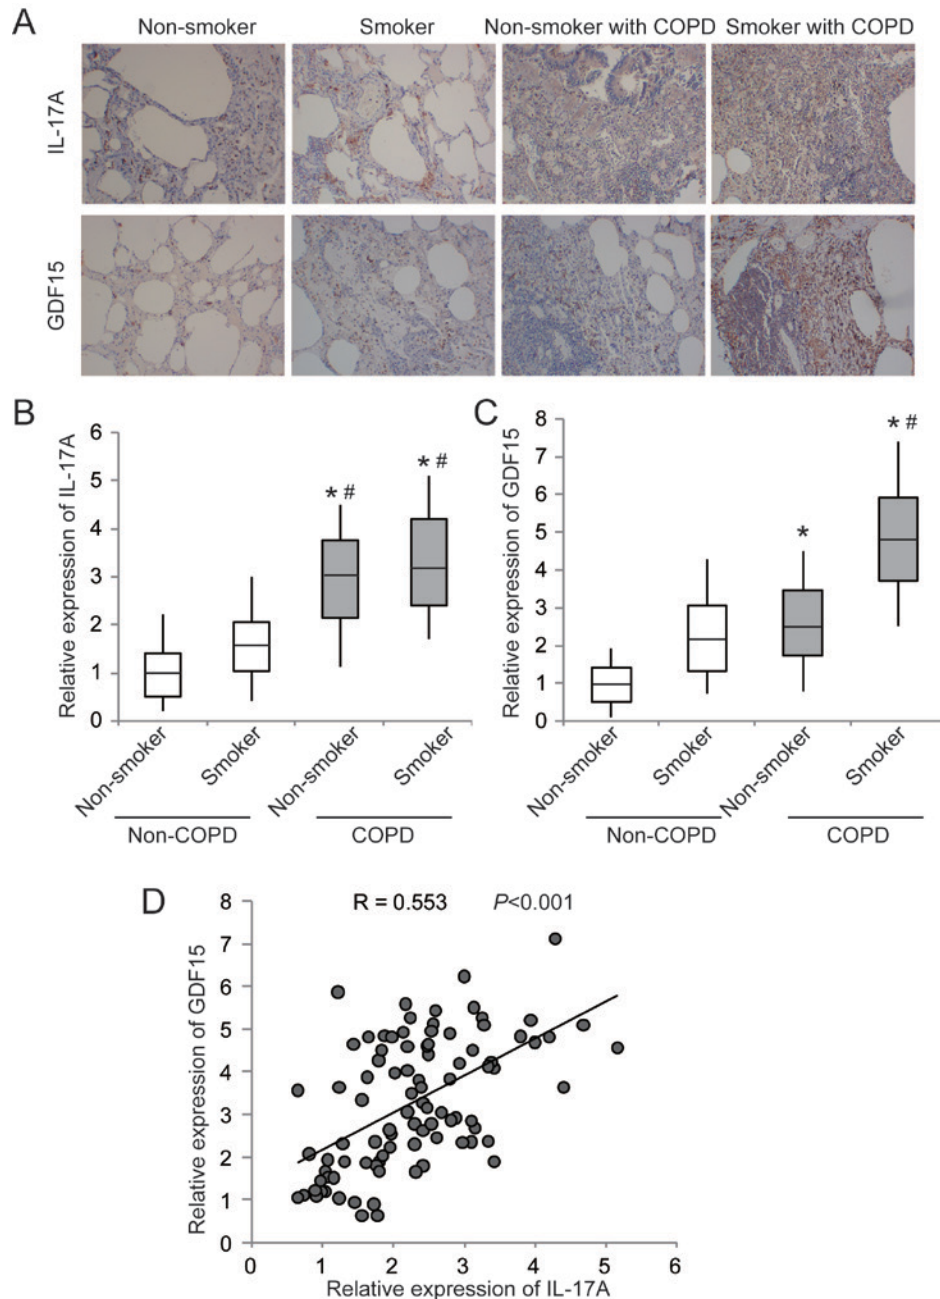 A
Non-smoker Smoker Non-smoker with COPD Smoker with COPD
IL-17A
GDF15
B
Relative expression of IL-17A
6
5
4
3
2
1
0
* #
* #
Non-smoker Smoker Non-smoker Smoker
Non-COPD COPD
C
Relative expression of GDF15
8
7
6
5
4
3
2
1
0
*
* #
Non-smoker Smoker Non-smoker Smoker
Non-COPD COPD
D
R = 0.553 P<0.001
Relative expression of GDF15
8
7
6
5
4
3
2
1
0
0 1 2 3 4 5 6
Relative expression of IL-17A